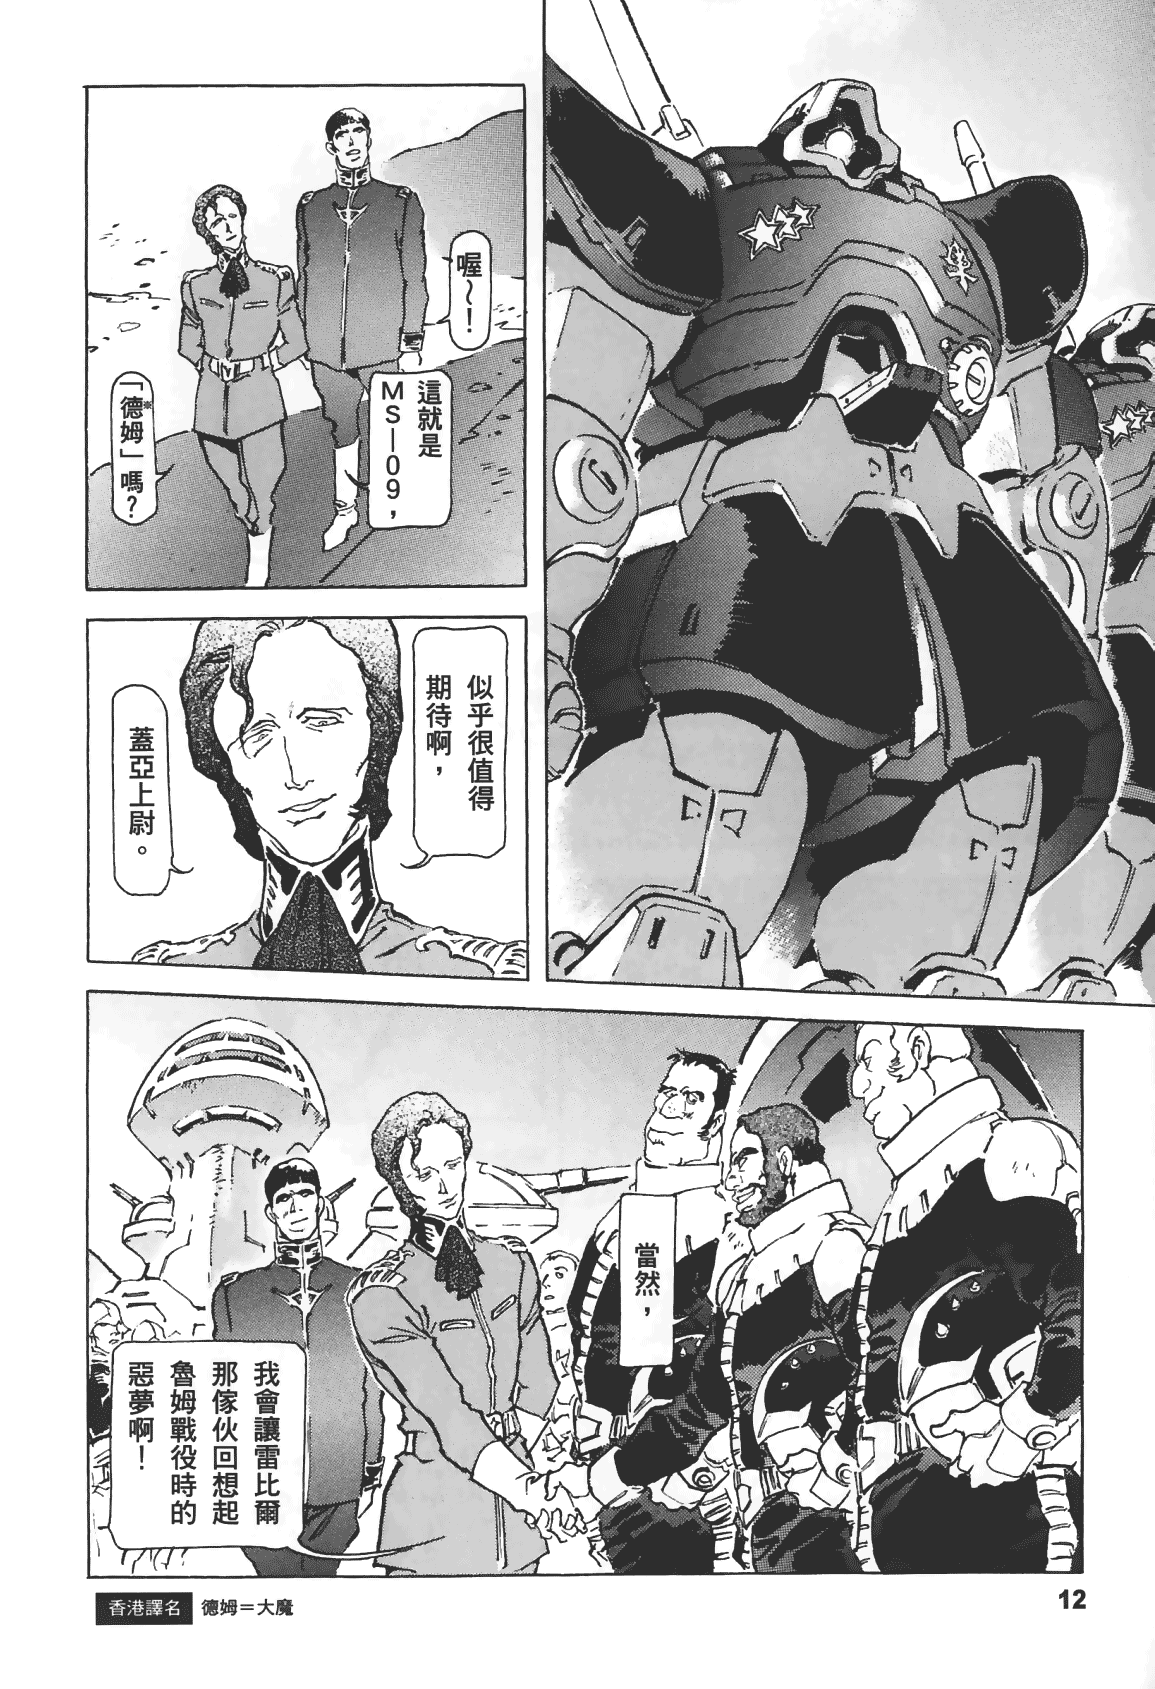 喔～！
這就是
MS-09，
「德姆」嗎？
※
似乎很值得
期待啊，
蓋亞上尉。
當然，
我會讓雷比爾
那傢伙回想起
魯姆戰役時的
惡夢啊！
香港譯名 德姆＝大魔
12